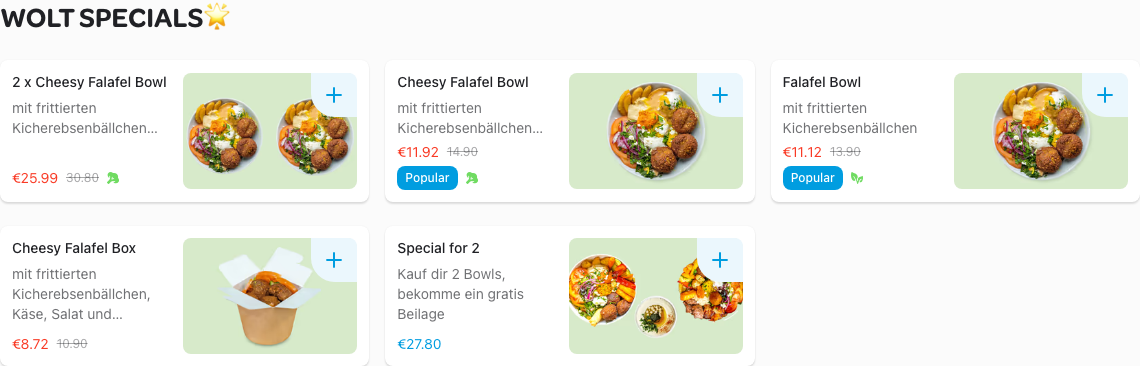 WOLT SPECIALS🌟
2 x Cheesy Falafel Bowl
mit frittierten
Kicherebsenbällchen...
€25.99 30.80
Cheesy Falafel Bowl
mit frittierten
Kicherebsenbällchen...
€11.92 14.90
Popular
Falafel Bowl
mit frittierten
Kicherebsenbällchen
€11.12 13.90
Popular
Cheesy Falafel Box
mit frittierten
Kicherebsenbällchen,
Käse, Salat und...
€8.72 10.90
Special for 2
Kauf dir 2 Bowls,
bekomme ein gratis
Beilage
€27.80